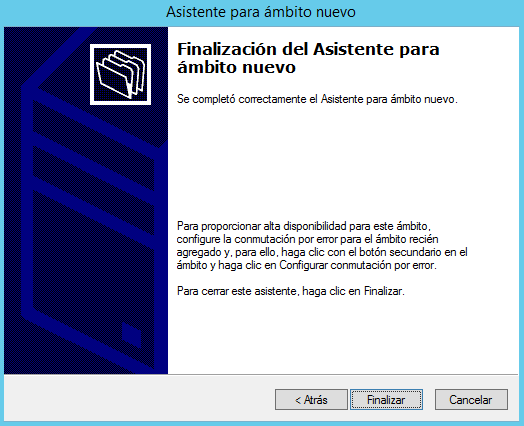 Asistente para ámbito nuevo
Finalización del Asistente para
ámbito nuevo
Se completó correctamente el Asistente para ámbito nuevo.
Para proporcionar alta disponibilidad para este ámbito,
configure la conmutación por error para el ámbito recién
agregado y, para ello, haga clic con el botón secundario en el
ámbito y haga clic en Configurar conmutación por error.
Para cerrar este asistente, haga clic en Finalizar.
< Atrás
Finalizar
Cancelar